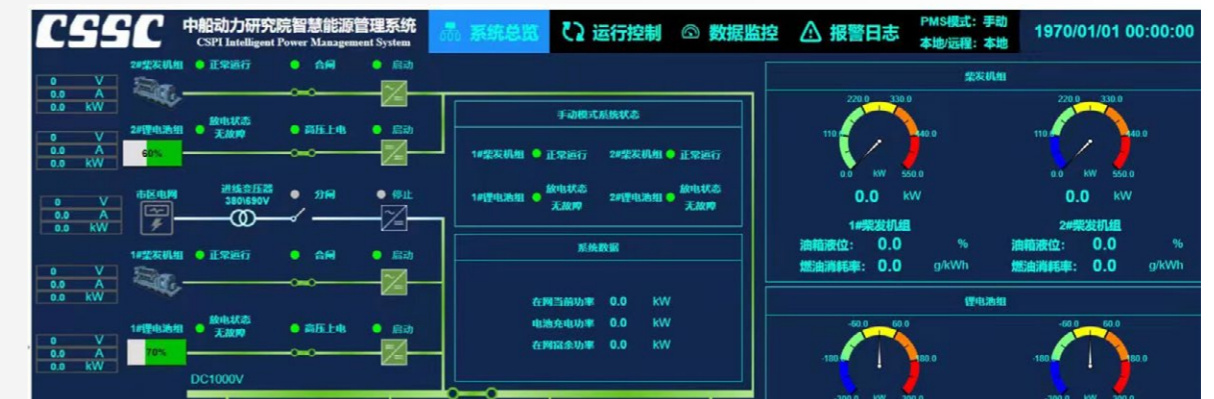 CSSC 中船动力研究院智慧能源管理系统
CSPI Intelligent Power Management System
系统总览 运行控制 数据监控 报警日志
PMS模式: 手动
本地/远程: 本地
1970/01/01 00:00:00
2#柴发机组 正常运行 合闸 启动
0 V
0.0 A
0.0 kW
2#锂电池组 放电状态 无故障 高压上电 启动
0 V
0.0 A
0.0 kW
60%
市区电网 进线变压器 380\690V 分闸 停止
0 V
0.0 A
0.0 kW
1#柴发机组 正常运行 合闸 启动
0 V
0.0 A
0.0 kW
1#锂电池组 放电状态 无故障 高压上电 启动
0 V
0.0 A
0.0 kW
70%
DC1000V
手动模式系统状态
1#柴发机组 正常运行 2#柴发机组 正常运行
1#锂电池组 放电状态 无故障 2#锂电池组 放电状态 无故障
系统数据
在网当前功率 0.0 kW
电池充电功率 0.0 kW
在网富余功率 0.0 kW
柴发机组
220.0 330.0
110.0 440.0
0.0 kW 550.0
0.0 kW
1#柴发机组
油箱液位: 0.0 %
燃油消耗率: 0.0 g/kWh
220.0 330.0
110.0 440.0
0.0 kW 550.0
0.0 kW
2#柴发机组
油箱液位: 0.0 %
燃油消耗率: 0.0 g/kWh
锂电池组
-60.0 60.0
-180.0 180.0
-300.0 kW 300.0
-60.0 60.0
-180.0 180.0
-300.0 kW 300.0